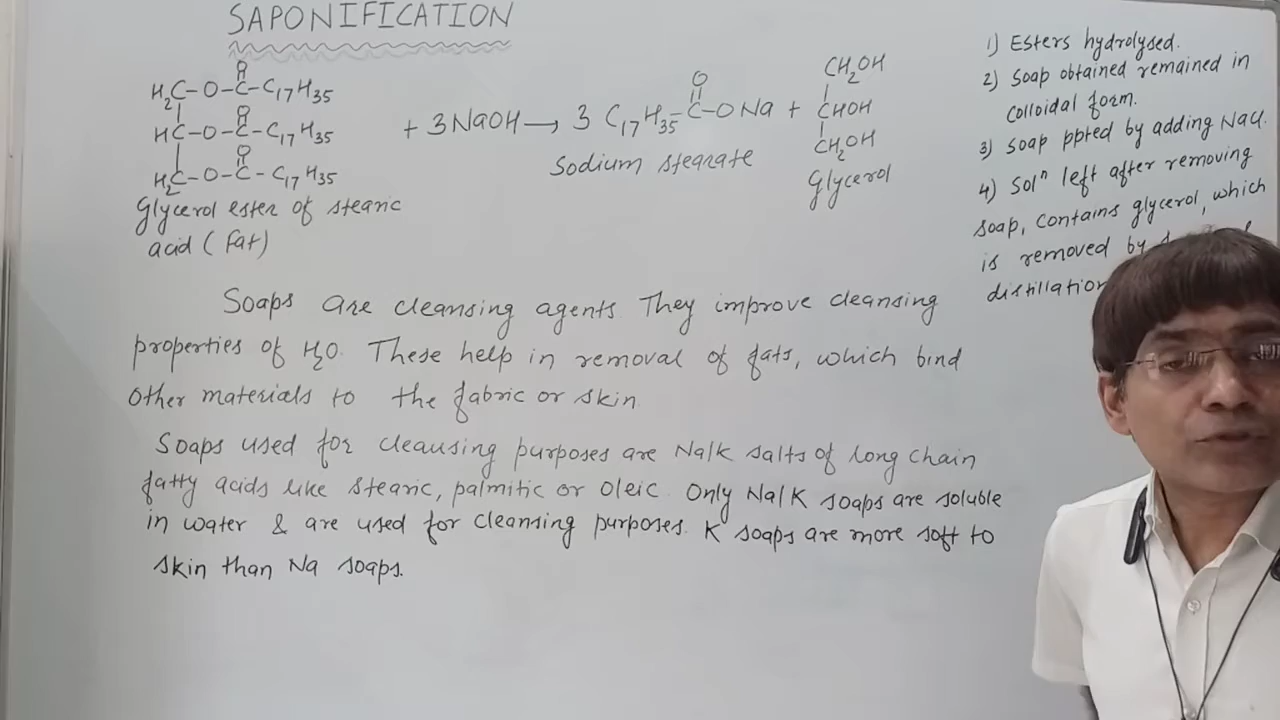 SAPONIFICATION
H₂C-O-C-C₁₇H₃₅
O
HC-O-C-C₁₇H₃₅
O
H₂C-O-C-C₁₇H₃₅
O
Glycerol ester of stearic
acid (Fat)
+ 3NaOH → 3 C₁₇H₃₅-C-ONa +
O
Sodium stearate
CH₂OH
CHOH
CH₂OH
Glycerol
1) Esters hydrolysed.
2) Soap obtained remained in
colloidal form.
3) Soap ppted by adding NaCl.
4) Solⁿ left after removing
soap, contains glycerol, which
is removed by
distillation
Soaps are cleansing agents. They improve cleansing
properties of H₂O. These help in removal of fats, which bind
other materials to the fabric or skin.
Soaps used for cleansing purposes are Na/K salts of long chain
fatty acids like stearic, palmitic or oleic. Only Na/K soaps are soluble
in water & are used for cleansing purposes. K soaps are more soft to
skin than Na soaps.